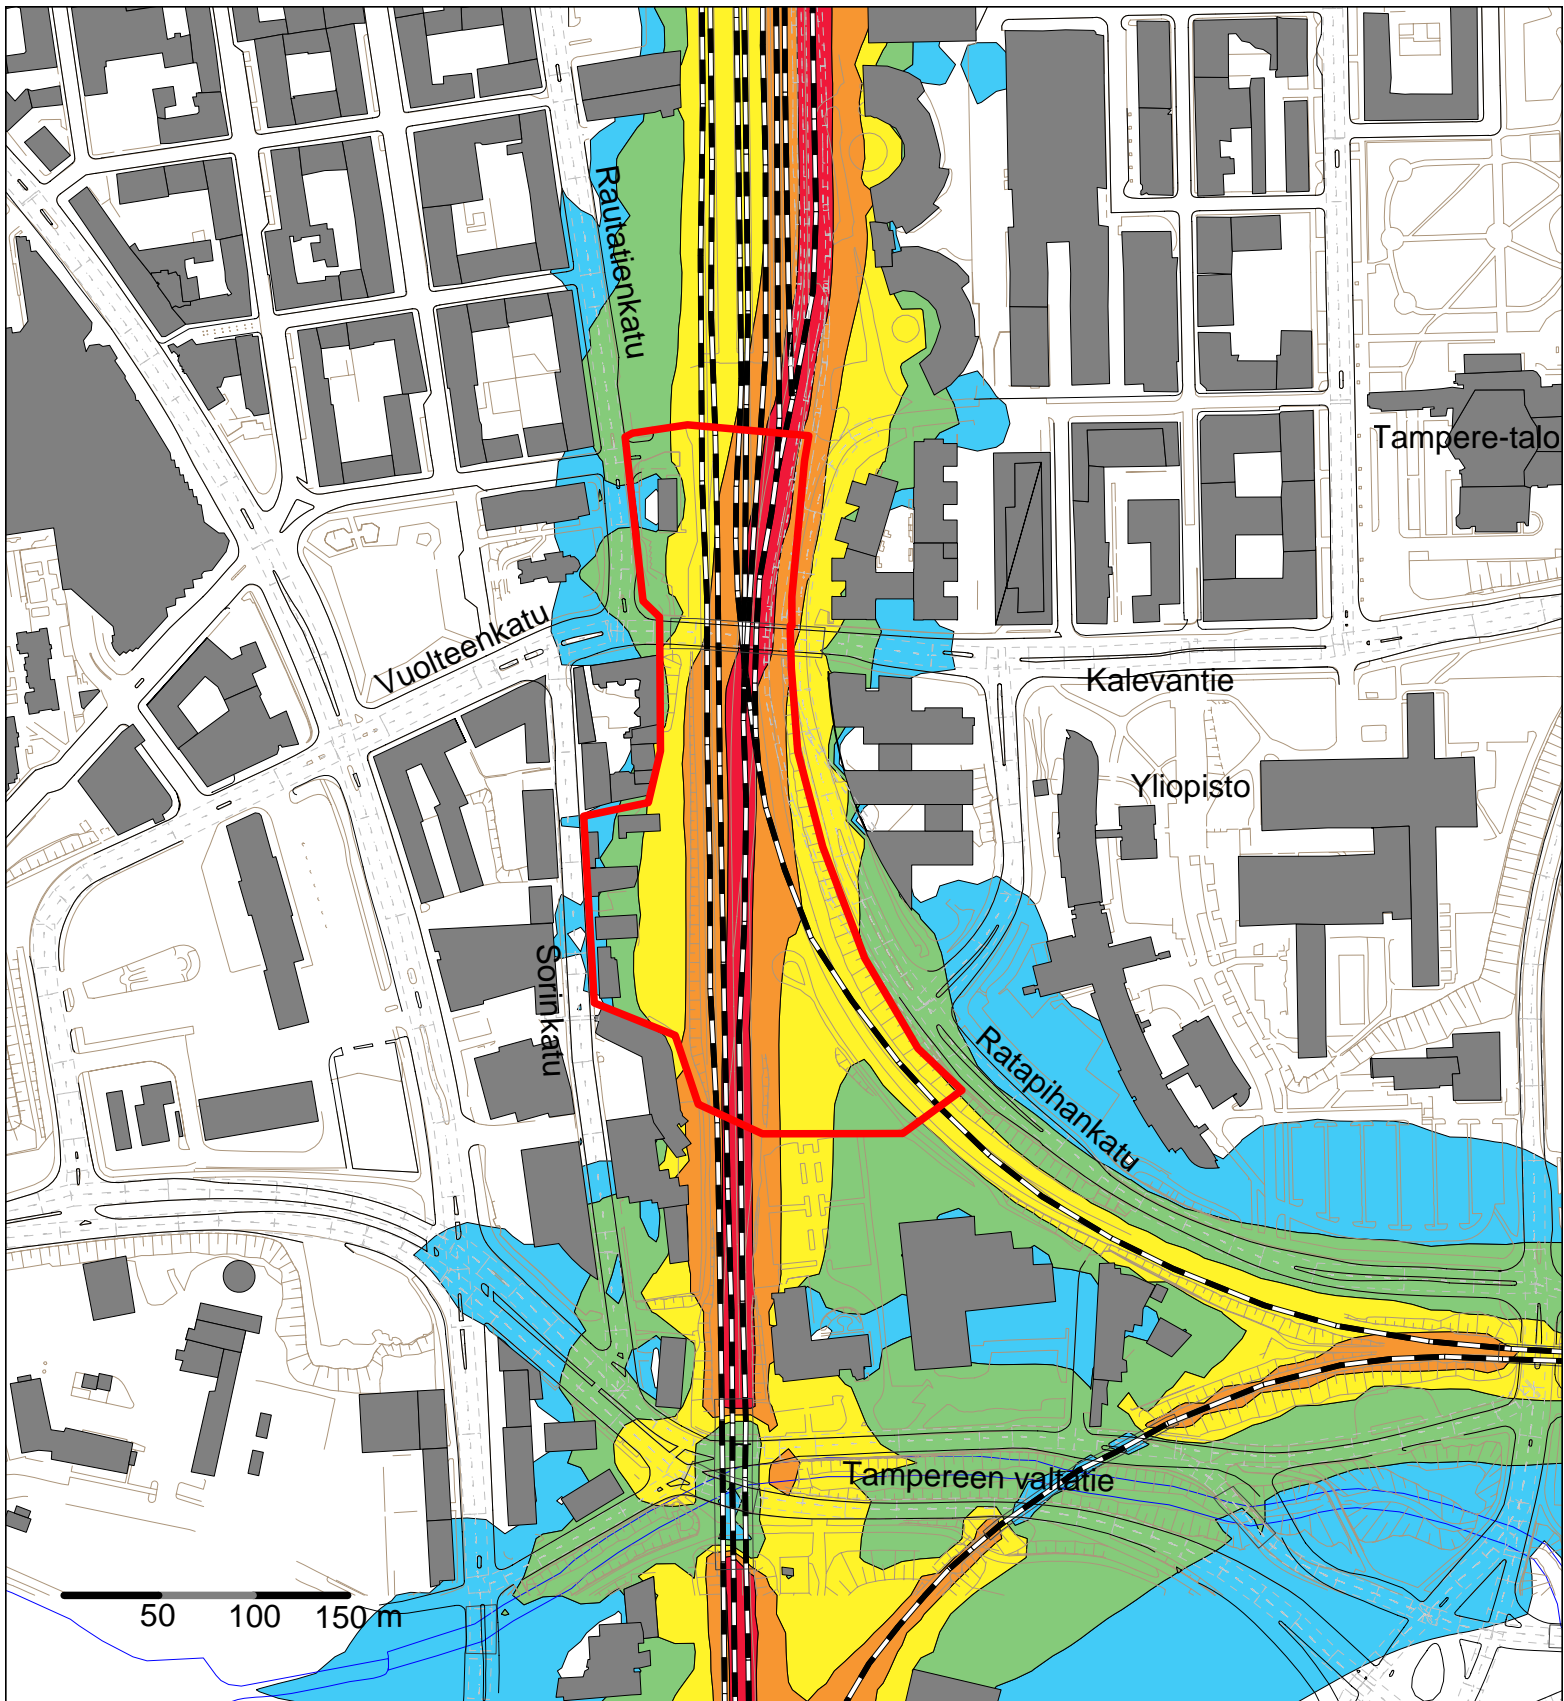 Rautatienkatu
Tampere-talo
Vuolteenkatu
Kalevantie
Yliopisto
Sorinkatu
Ratapihankatu
Tampereen valtatie
50 100 150 m